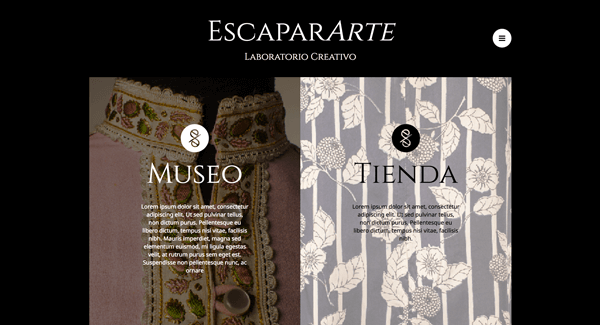 EscaparArte
Laboratorio Creativo
Museo
Lorem ipsum dolor sit amet, consectetur
adipiscing elit. Ut sed pulvinar tellus,
non dictum purus. Pellentesque eu
libero dictum, tempus nisl vitae, facilisis
nibh. Mauris imperdiet, magna sed
elementum euismod, mi ligula egestas
velit, at rutrum purus sem eget est.
Suspendisse non pellentesque nunc, ac
ornare
Tienda
Lorem ipsum dolor sit amet, consectetur
adipiscing elit. Ut sed pulvinar tellus,
non dictum purus. Pellentesque eu
libero dictum, tempus nisl vitae, facilisis
nibh.